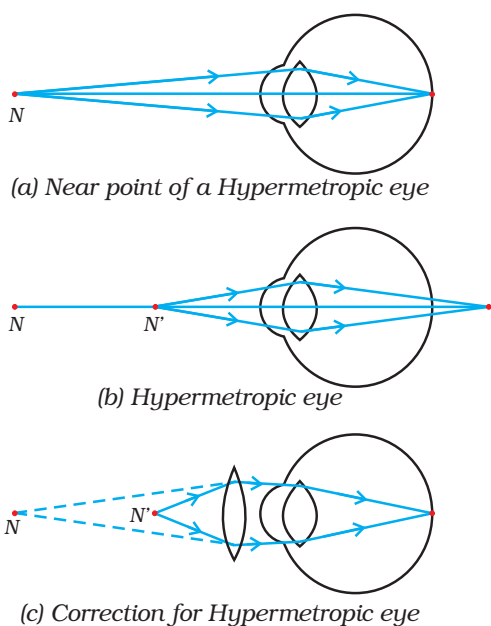 N
(a) Near point of a Hypermetropic eye
N N'
(b) Hypermetropic eye
N N'
(c) Correction for Hypermetropic eye